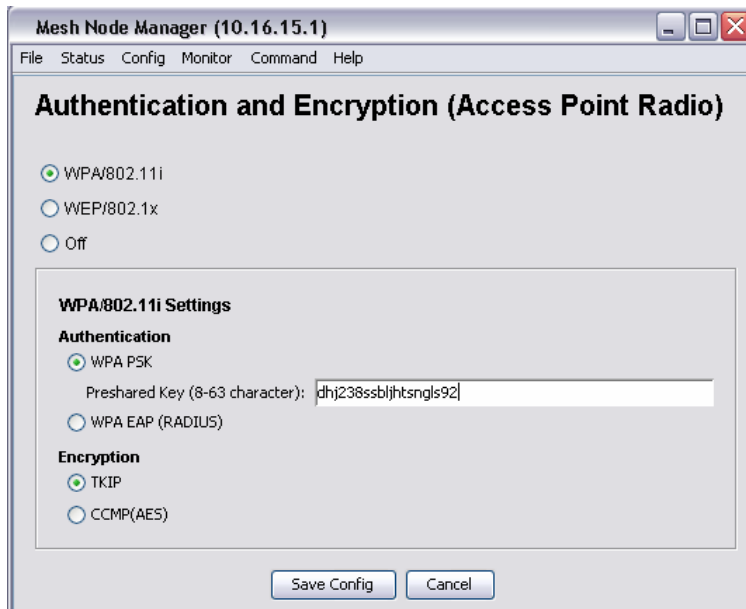 Mesh Node Manager (10.16.15.1)
File Status Config Monitor Command Help
Authentication and Encryption (Access Point Radio)
WPA/802.11i
WEP/802.1x
Off
WPA/802.11i Settings
Authentication
WPA PSK
Preshared Key (8-63 character): dhj238ssbljhtsngls92
WPA EAP (RADIUS)
Encryption
TKIP
CCMP(AES)
Save Config Cancel